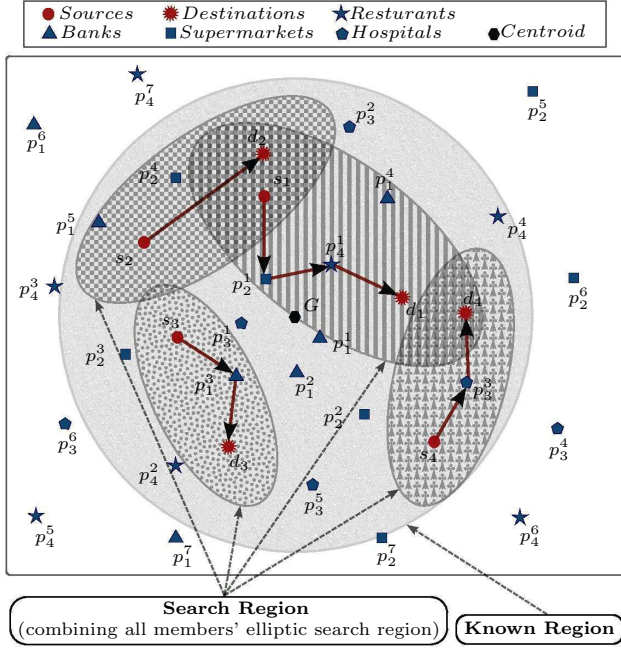 Sources Destinations Resturants
Banks Supermarkets Hospitals Centroid
p_4^7
p_2^5
p_3^2
p_1^6
d_2
p_2^4
s_1
p_1^4
p_1^5
p_4^4
s_2
p_4^1
p_4^3
p_2^1
p_2^6
G
d_1
d_4
s_3
p_3^1
p_1^1
p_2^3
p_1^3
p_1^2
p_3^3
p_2^2
p_3^6
p_3^4
d_3
s_4
p_4^2
p_3^5
p_4^5
p_4^6
p_1^7
p_2^7
Search Region
(combining all members' elliptic search region)
Known Region